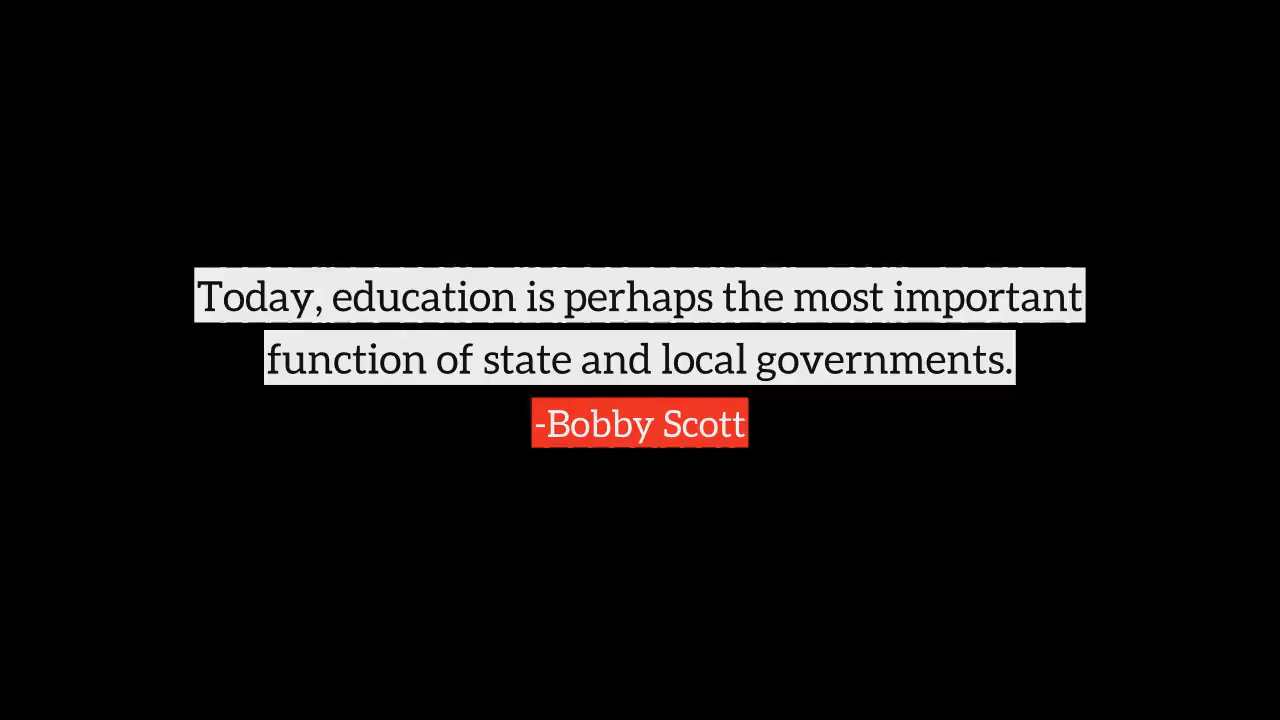 Today, education is perhaps the most important
function of state and local governments.
-Bobby Scott